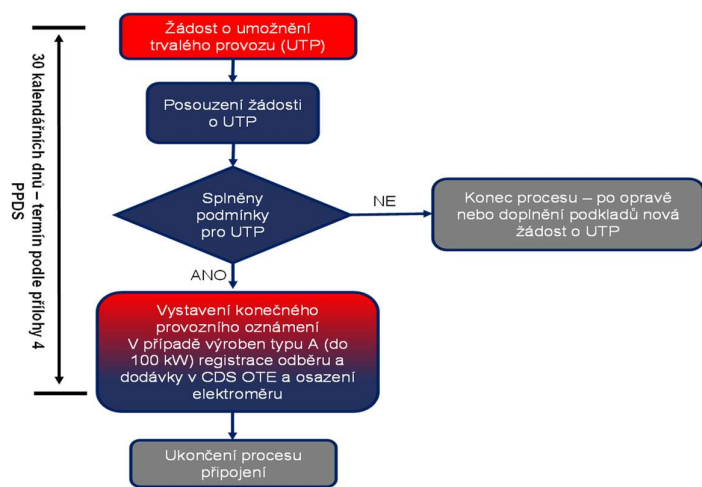 Žádost o umožnění
trvalého provozu (UTP)
30 kalendářních dnů – termín podle přílohy 4
PPDS
Posouzení žádosti
o UTP
Splněny
podmínky
pro UTP
NE
Konec procesu – po opravě
nebo doplnění podkladů nová
žádost o UTP
ANO
Vystavení konečného
provozního oznámení
V případě výroben typu A (do
100 kW) registrace odběru a
dodávky v CDS OTE a osazení
elektroměru
Ukončení procesu
připojení